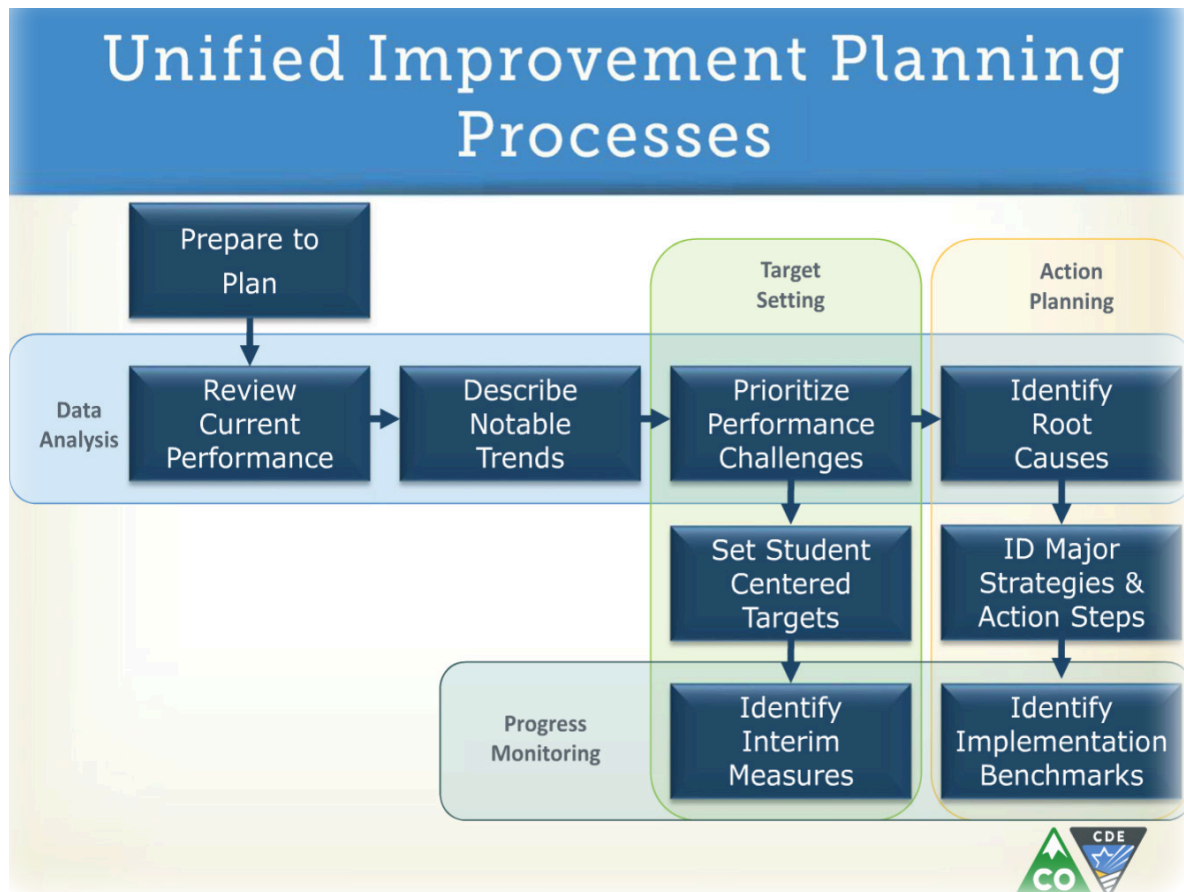 Unified Improvement Planning
Processes
Prepare to
Plan
Target
Setting
Action
Planning
Data
Analysis
Review
Current
Performance
Describe
Notable
Trends
Prioritize
Performance
Challenges
Identify
Root
Causes
Set Student
Centered
Targets
ID Major
Strategies &
Action Steps
Progress
Monitoring
Identify
Interim
Measures
Identify
Implementation
Benchmarks
CO
CDE